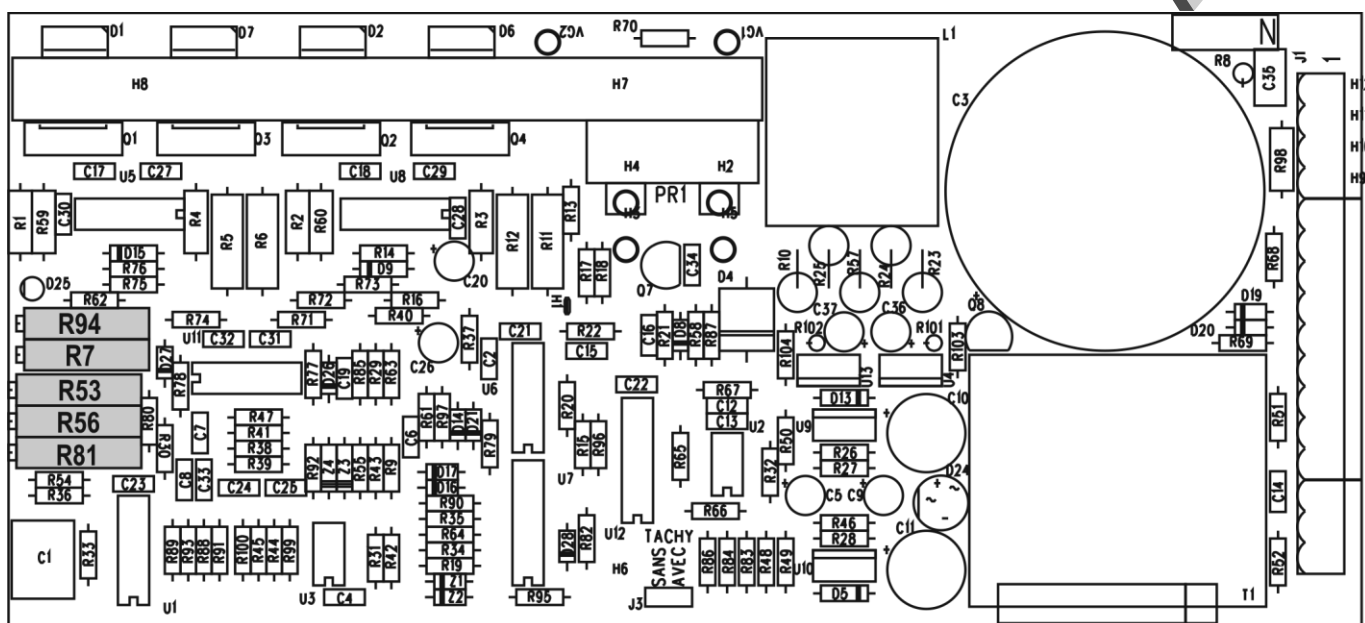 D1 D7 D2 D6 VG2 R70 VG1 L1 N
R8 C35 J1 1
H8 H7 C3 H1
H1
Q1 Q3 Q2 Q4 H10
C17 C27 C18 C29 H4 H2 R98 H9
U5 U8 PR1
R1 R59 C30 R4 R5 R6 R2 R60 C28 R3 R12 R11 R13 H3 H5
D15 R14 R17 R18 C34 R10 R25 R57 R24 R23 R68
R76 D9 C20 Q7 D4
D25 R75 R73
R62 R72 R16 H1 C37 C36 Q8 D19
R94 R74 R71 R40 C16 R21 D8 R58 R87 R102 R101 R103 D20
U11 C32 C31 C26 R37 C21 R22 R104 R69
R7 D27 R78 R77 D26 C19 R85 R29 R63 C2 U6 C15 U13 U4
R53 C22 R67 D13 C10
R56 R80 C7 R47 R61 R97 D14 D21 R20 C12 U9 R51
R81 R30 R41 C6 R79 R15 R96 C13 U2 R50
R38 R65 R26
R39 R92 Z4 Z3 R55 R43 R9 D17 U7 R32 R27 D24
R54 C23 C8 C33 C24 C25 D16 C5 C9 + ~ ~ - C14
R36 R90 R66
R35 U12 TACHY R46 C11
C1 R33 R89 R93 R88 R91 R100 R45 R44 R99 R31 R42 R64 D28 R82 SANS R28
R34 H6 AVEC R86 R84 R83 R48 R49 U10 R52
R19
U1 U3 C4 Z1 R95 J3 D5 T1
Z2